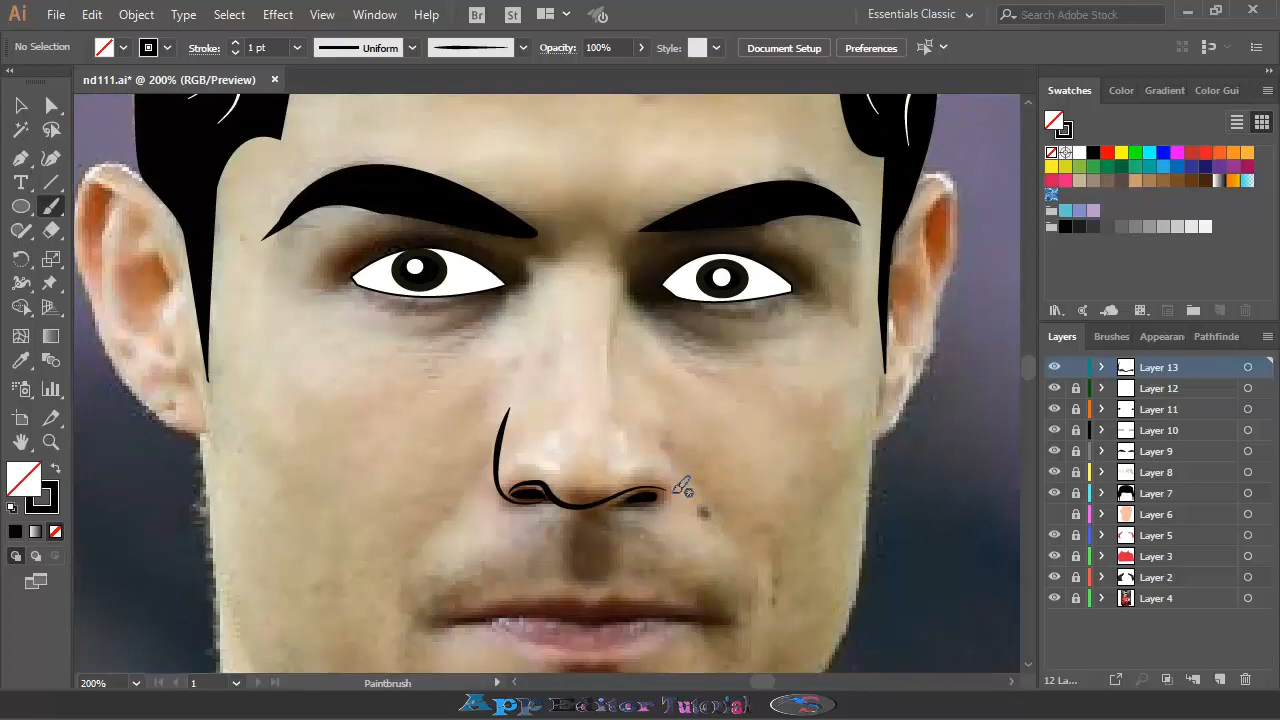 Ai File Edit Object Type Select Effect View Window Help Br St Essentials Classic Search Adobe Stock
No Selection Stroke: 1 pt Uniform Opacity: 100% Style: Document Setup Preferences
nd111.ai* @ 200% (RGB/Preview)
Swatches Color Gradient Color Gui
Layers Brushes Appearan Pathfinde
Layer 13
Layer 12
Layer 11
Layer 10
Layer 9
Layer 8
Layer 7
Layer 6
Layer 5
Layer 3
Layer 2
Layer 4
200% 1 Paintbrush 12 La...
App Editor Tutorial